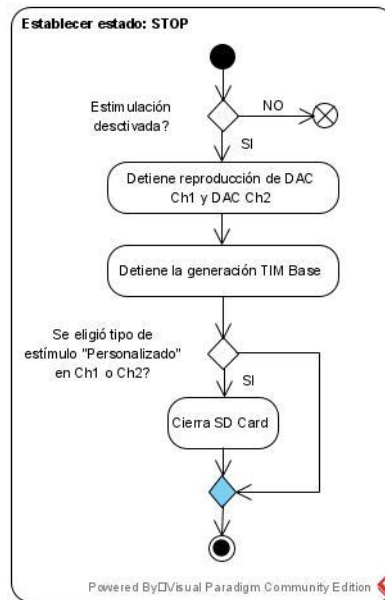 Establecer estado: STOP
Estimulación
desctivada?
NO
SI
Detiene reproducción de DAC
Ch1 y DAC Ch2
Detiene la generación TIM Base
Se eligió tipo de
estímulo "Personalizado"
en Ch1 o Ch2?
SI
Cierra SD Card
Powered By Visual Paradigm Community Edition